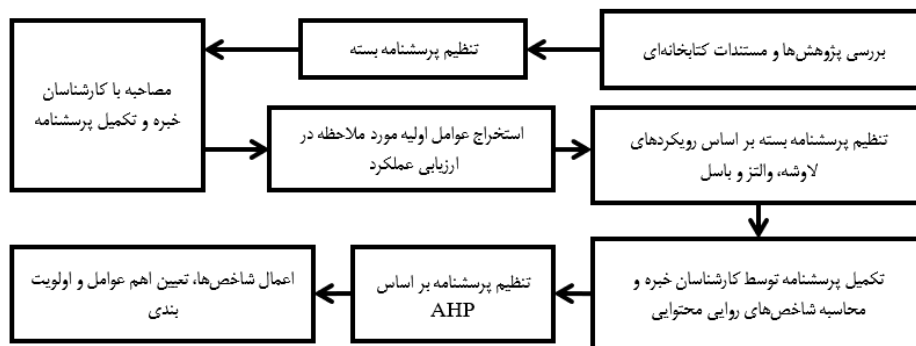 بررسی پژوهش‌ها و مستندات کتابخانه‌ای
تنظیم پرسشنامه بسته
مصاحبه با کارشناسان
خبره و تکمیل پرسشنامه
استخراج عوامل اولیه مورد ملاحظه در
ارزیابی عملکرد
تنظیم پرسشنامه بسته بر اساس رویکردهای
لاوشه، والتز و باسل
تکمیل پرسشنامه توسط کارشناسان خبره و
محاسبه شاخص‌های روایی محتوایی
تنظیم پرسشنامه بر اساس
AHP
اعمال شاخص‌ها، تعیین اهم عوامل و اولویت
بندی